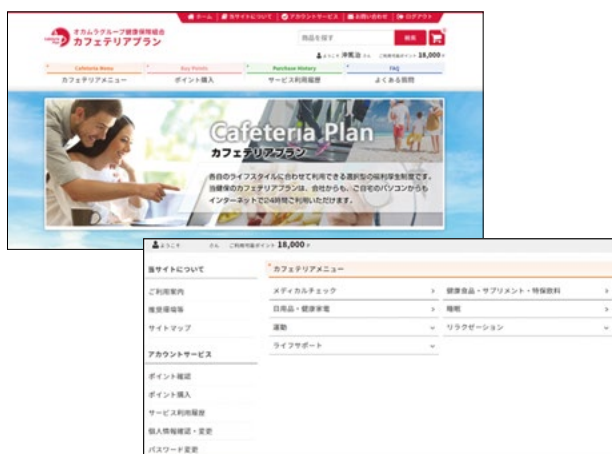 ホーム
当サイトについて
アカウントサービス
お問い合わせ
ログアウト
オカムラグループ健康保険組合
Cafeteria Plan
カフェテリアプラン
商品を探す
検索
ようこそ
さん ご利用可能ポイント 18,000 P
Cafeteria Menu
カフェテリアメニュー
Buy Points
ポイント購入
Purchase History
サービス利用履歴
FAQ
よくある質問
Cafeteria Plan
カフェテリアプラン
各自のライフスタイルに合わせて利用できる選択型の福利厚生制度です。
当健保のカフェテリアプランは、会社からも、ご自宅のパソコンからも
インターネットで24時間ご利用いただけます。
ようこそ さん ご利用可能ポイント 18,000 P
当サイトについて
ご利用案内
推奨環境等
サイトマップ
アカウントサービス
ポイント確認
ポイント購入
サービス利用履歴
個人情報確認・変更
パスワード変更
カフェテリアメニュー
メディカルチェック
健康食品・サプリメント・特保飲料
日用品・健康家電
睡眠
運動
リラクゼーション
ライフサポート